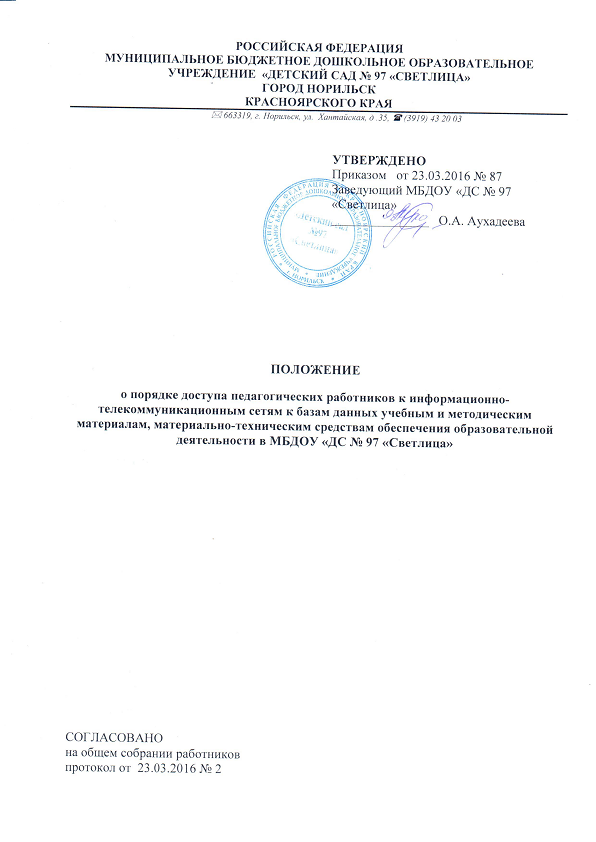 РОССИЙСКАЯ ФЕДЕРАЦИЯ
МУНИЦИПАЛЬНОЕ БЮДЖЕТНОЕ ДОШКОЛЬНОЕ ОБРАЗОВАТЕЛЬНОЕ
УЧРЕЖДЕНИЕ «ДЕТСКИЙ САД № 97 «СВЕТЛИЦА»
ГОРОД НОРИЛЬСК
КРАСНОЯРСКОГО КРАЯ
663319, г. Норильск, ул. Хантайская, д .35, (3919) 43 20 03
УТВЕРЖДЕНО
Приказом от 23.03.2016 № 87
Заведующий МБДОУ «ДС № 97
«Светлица»
О.А. Аухадеева
«Детский сад
№97
«Светлица»
ПОЛОЖЕНИЕ
о порядке доступа педагогических работников к информационно-
телекоммуникационным сетям к базам данных учебным и методическим
материалам, материально-техническим средствам обеспечения образовательной
деятельности в МБДОУ «ДС № 97 «Светлица»
СОГЛАСОВАНО
на общем собрании работников
протокол от 23.03.2016 № 2